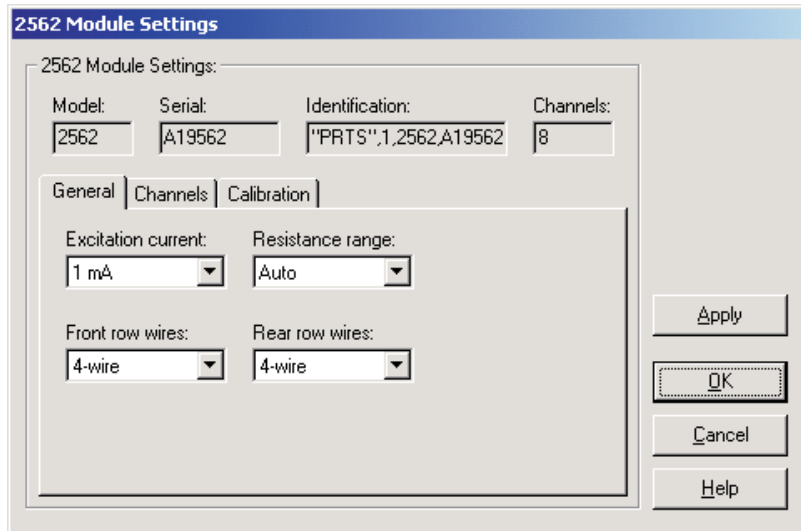 2562 Module Settings
2562 Module Settings:
Model: Serial: Identification: Channels:
2562 A19562 "PRTS",1,2562,A19562 8
General Channels Calibration
Excitation current: Resistance range:
1 mA Auto
Front row wires: Rear row wires:
4-wire 4-wire
Apply
OK
Cancel
Help